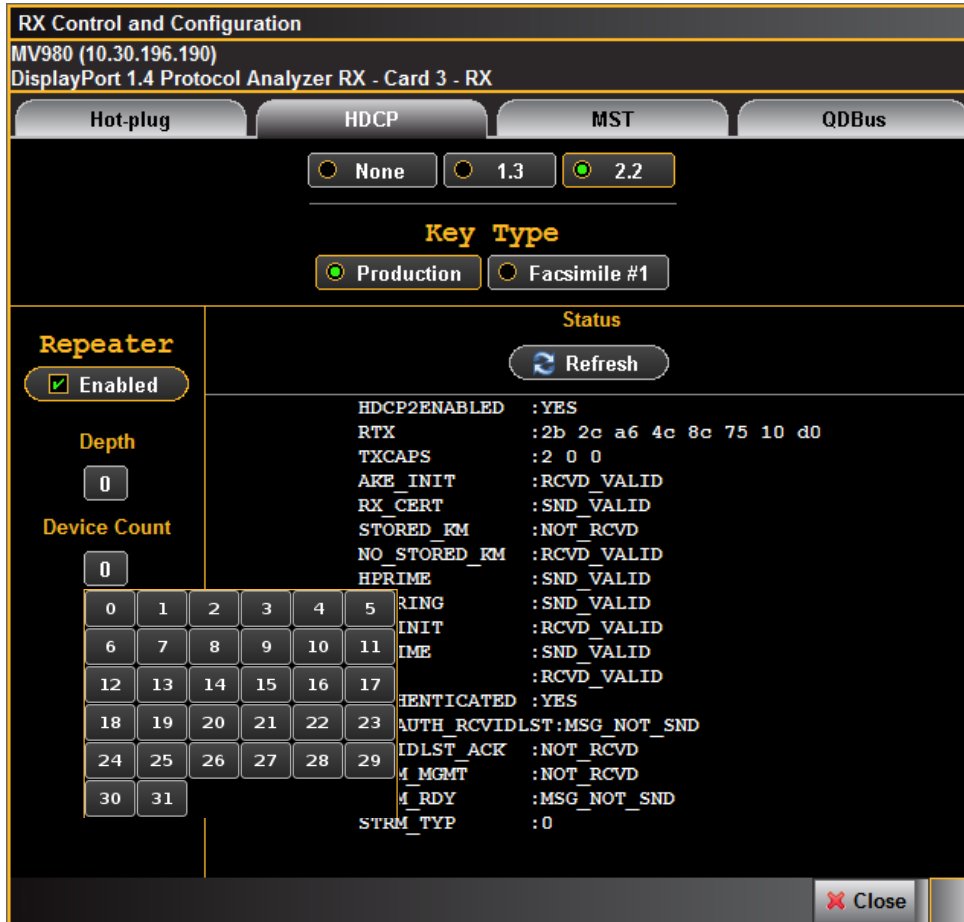 RX Control and Configuration
MV980 (10.30.196.190)
DisplayPort 1.4 Protocol Analyzer RX - Card 3 - RX
Hot-plug HDCP MST QDBus
None 1.3 2.2
Key Type
Production Facsimile #1
Repeater
Enabled
Depth
0
Device Count
0
0 1 2 3 4 5
6 7 8 9 10 11
12 13 14 15 16 17
18 19 20 21 22 23
24 25 26 27 28 29
30 31
Status
Refresh
HDCP2ENABLED :YES
RTX :2b 2c a6 4c 8c 75 10 d0
TXCAPS :2 0 0
AKE_INIT :RCVD_VALID
RX_CERT :SND_VALID
STORED_KM :NOT_RCVD
NO_STORED_KM :RCVD_VALID
HPRIME :SND_VALID
RING :SND_VALID
INIT :RCVD_VALID
IME :SND_VALID
:RCVD_VALID
HENTICATED :YES
AUTH_RCVIDLST:MSG_NOT_SND
IDLST_ACK :NOT_RCVD
M_MGMT :NOT_RCVD
M_RDY :MSG_NOT_SND
STRM_TYP :0
Close